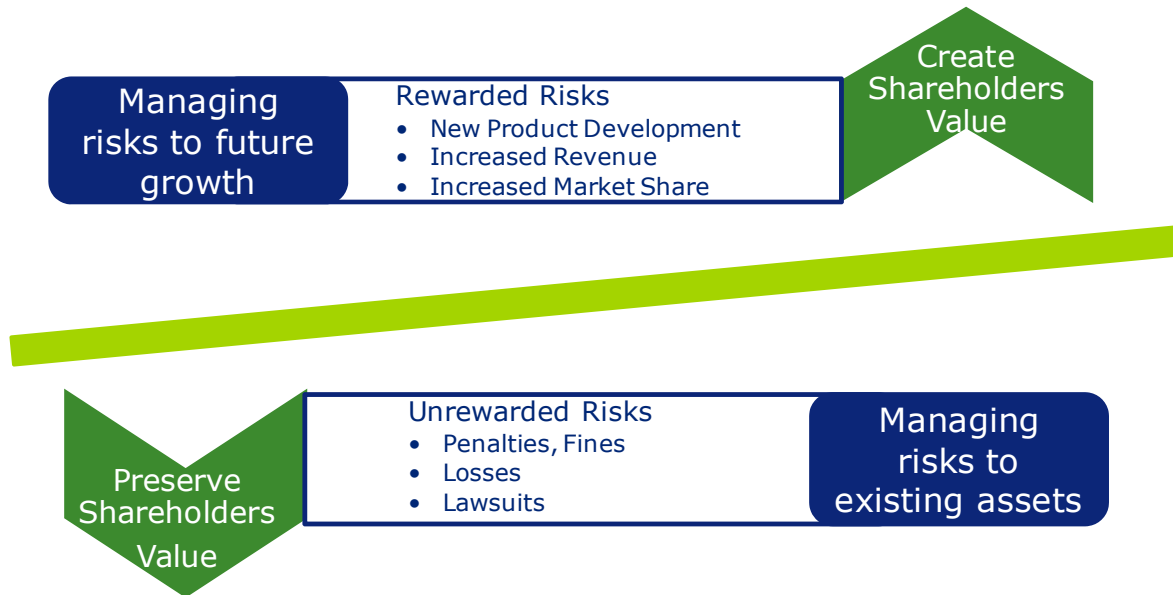 Managing
risks to future
growth
Rewarded Risks
• New Product Development
• Increased Revenue
• Increased Market Share
Create
Shareholders
Value
Preserve
Shareholders
Value
Unrewarded Risks
• Penalties, Fines
• Losses
• Lawsuits
Managing
risks to
existing assets